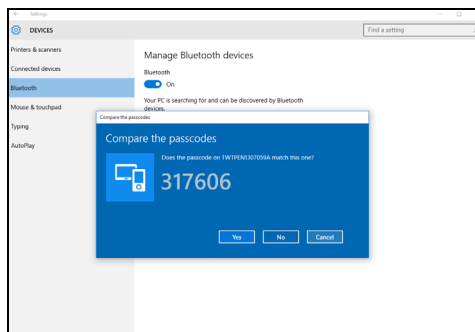 Settings
DEVICES
Find a setting
Printers & scanners
Connected devices
Bluetooth
Mouse & touchpad
Typing
AutoPlay
Manage Bluetooth devices
Bluetooth
On
Your PC is searching for and can be discovered by Bluetooth
devices.
Compare the passcodes
Compare the passcodes
Does the passcode on TWTPEN1307059A match this one?
317606
Yes
No
Cancel